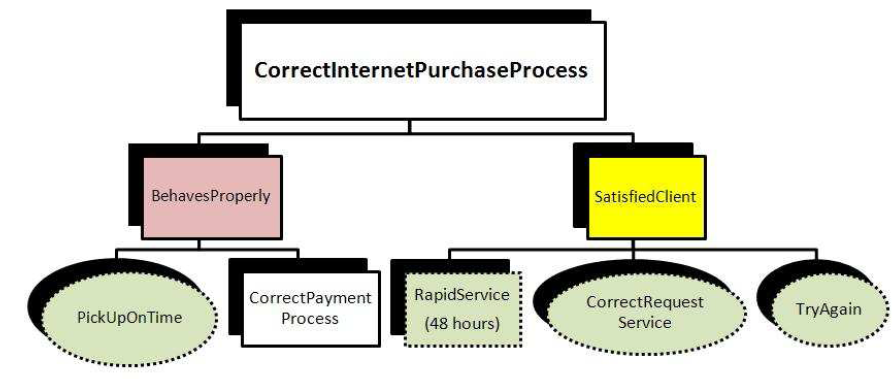 CorrectInternetPurchaseProcess
BehavesProperly
SatisfiedClient
PickUpOnTime
CorrectPayment
Process
RapidService
(48 hours)
CorrectRequest
Service
TryAgain